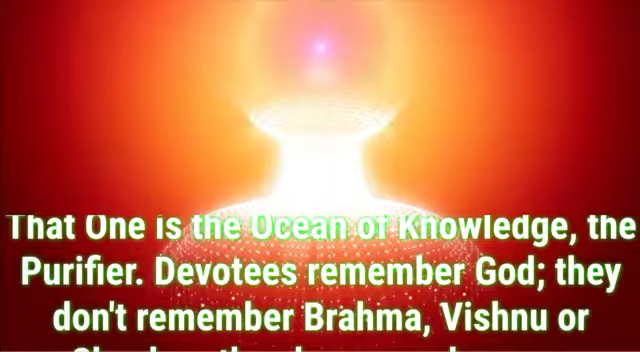 That One is the Ocean of Knowledge, the
Purifier. Devotees remember God; they
don't remember Brahma, Vishnu or